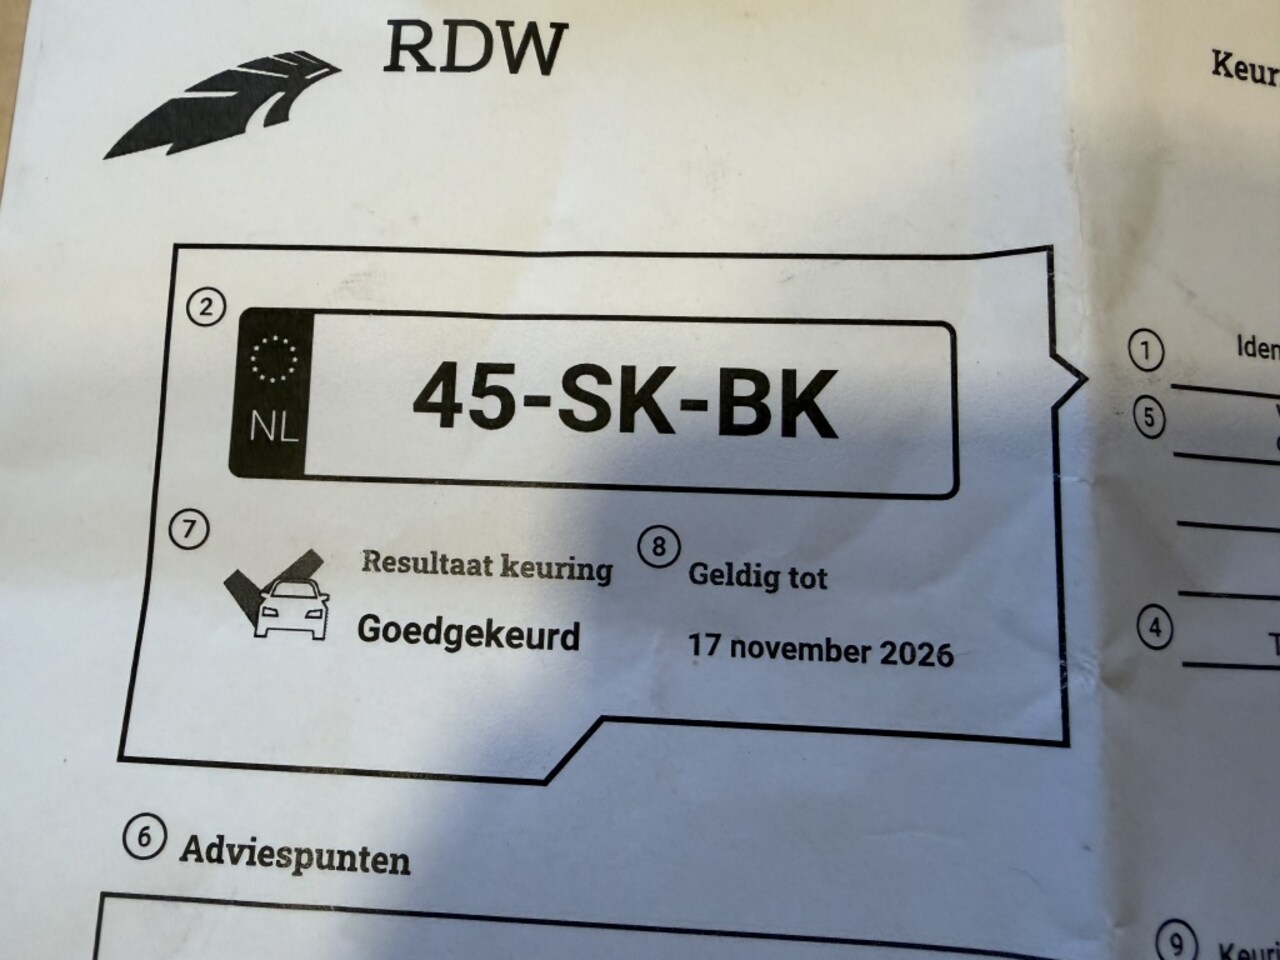 RDW
Keur
2
NL
45-SK-BK
7
Resultaat keuring
Goedgekeurd
8
Geldig tot
17 november 2026
1
Iden
5
4
T
6 Adviespunten
9
Keuri